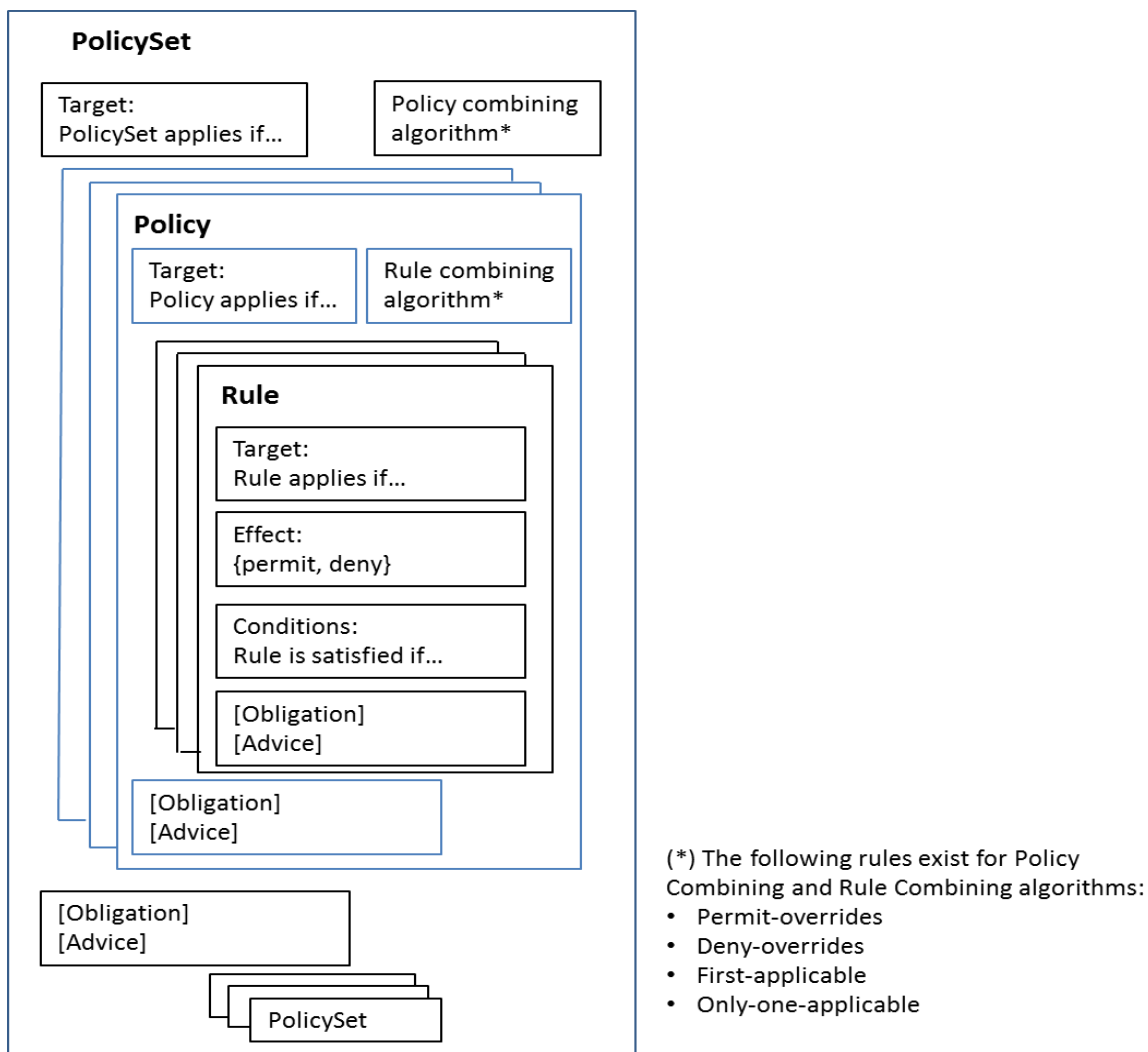 PolicySet
Target:
PolicySet applies if…
Policy combining
algorithm*
Policy
Target:
Policy applies if…
Rule combining
algorithm*
Rule
Target:
Rule applies if…
Effect:
{permit, deny}
Conditions:
Rule is satisfied if…
[Obligation]
[Advice]
[Obligation]
[Advice]
[Obligation]
[Advice]
PolicySet
(*) The following rules exist for Policy
Combining and Rule Combining algorithms:
• Permit-overrides
• Deny-overrides
• First-applicable
• Only-one-applicable